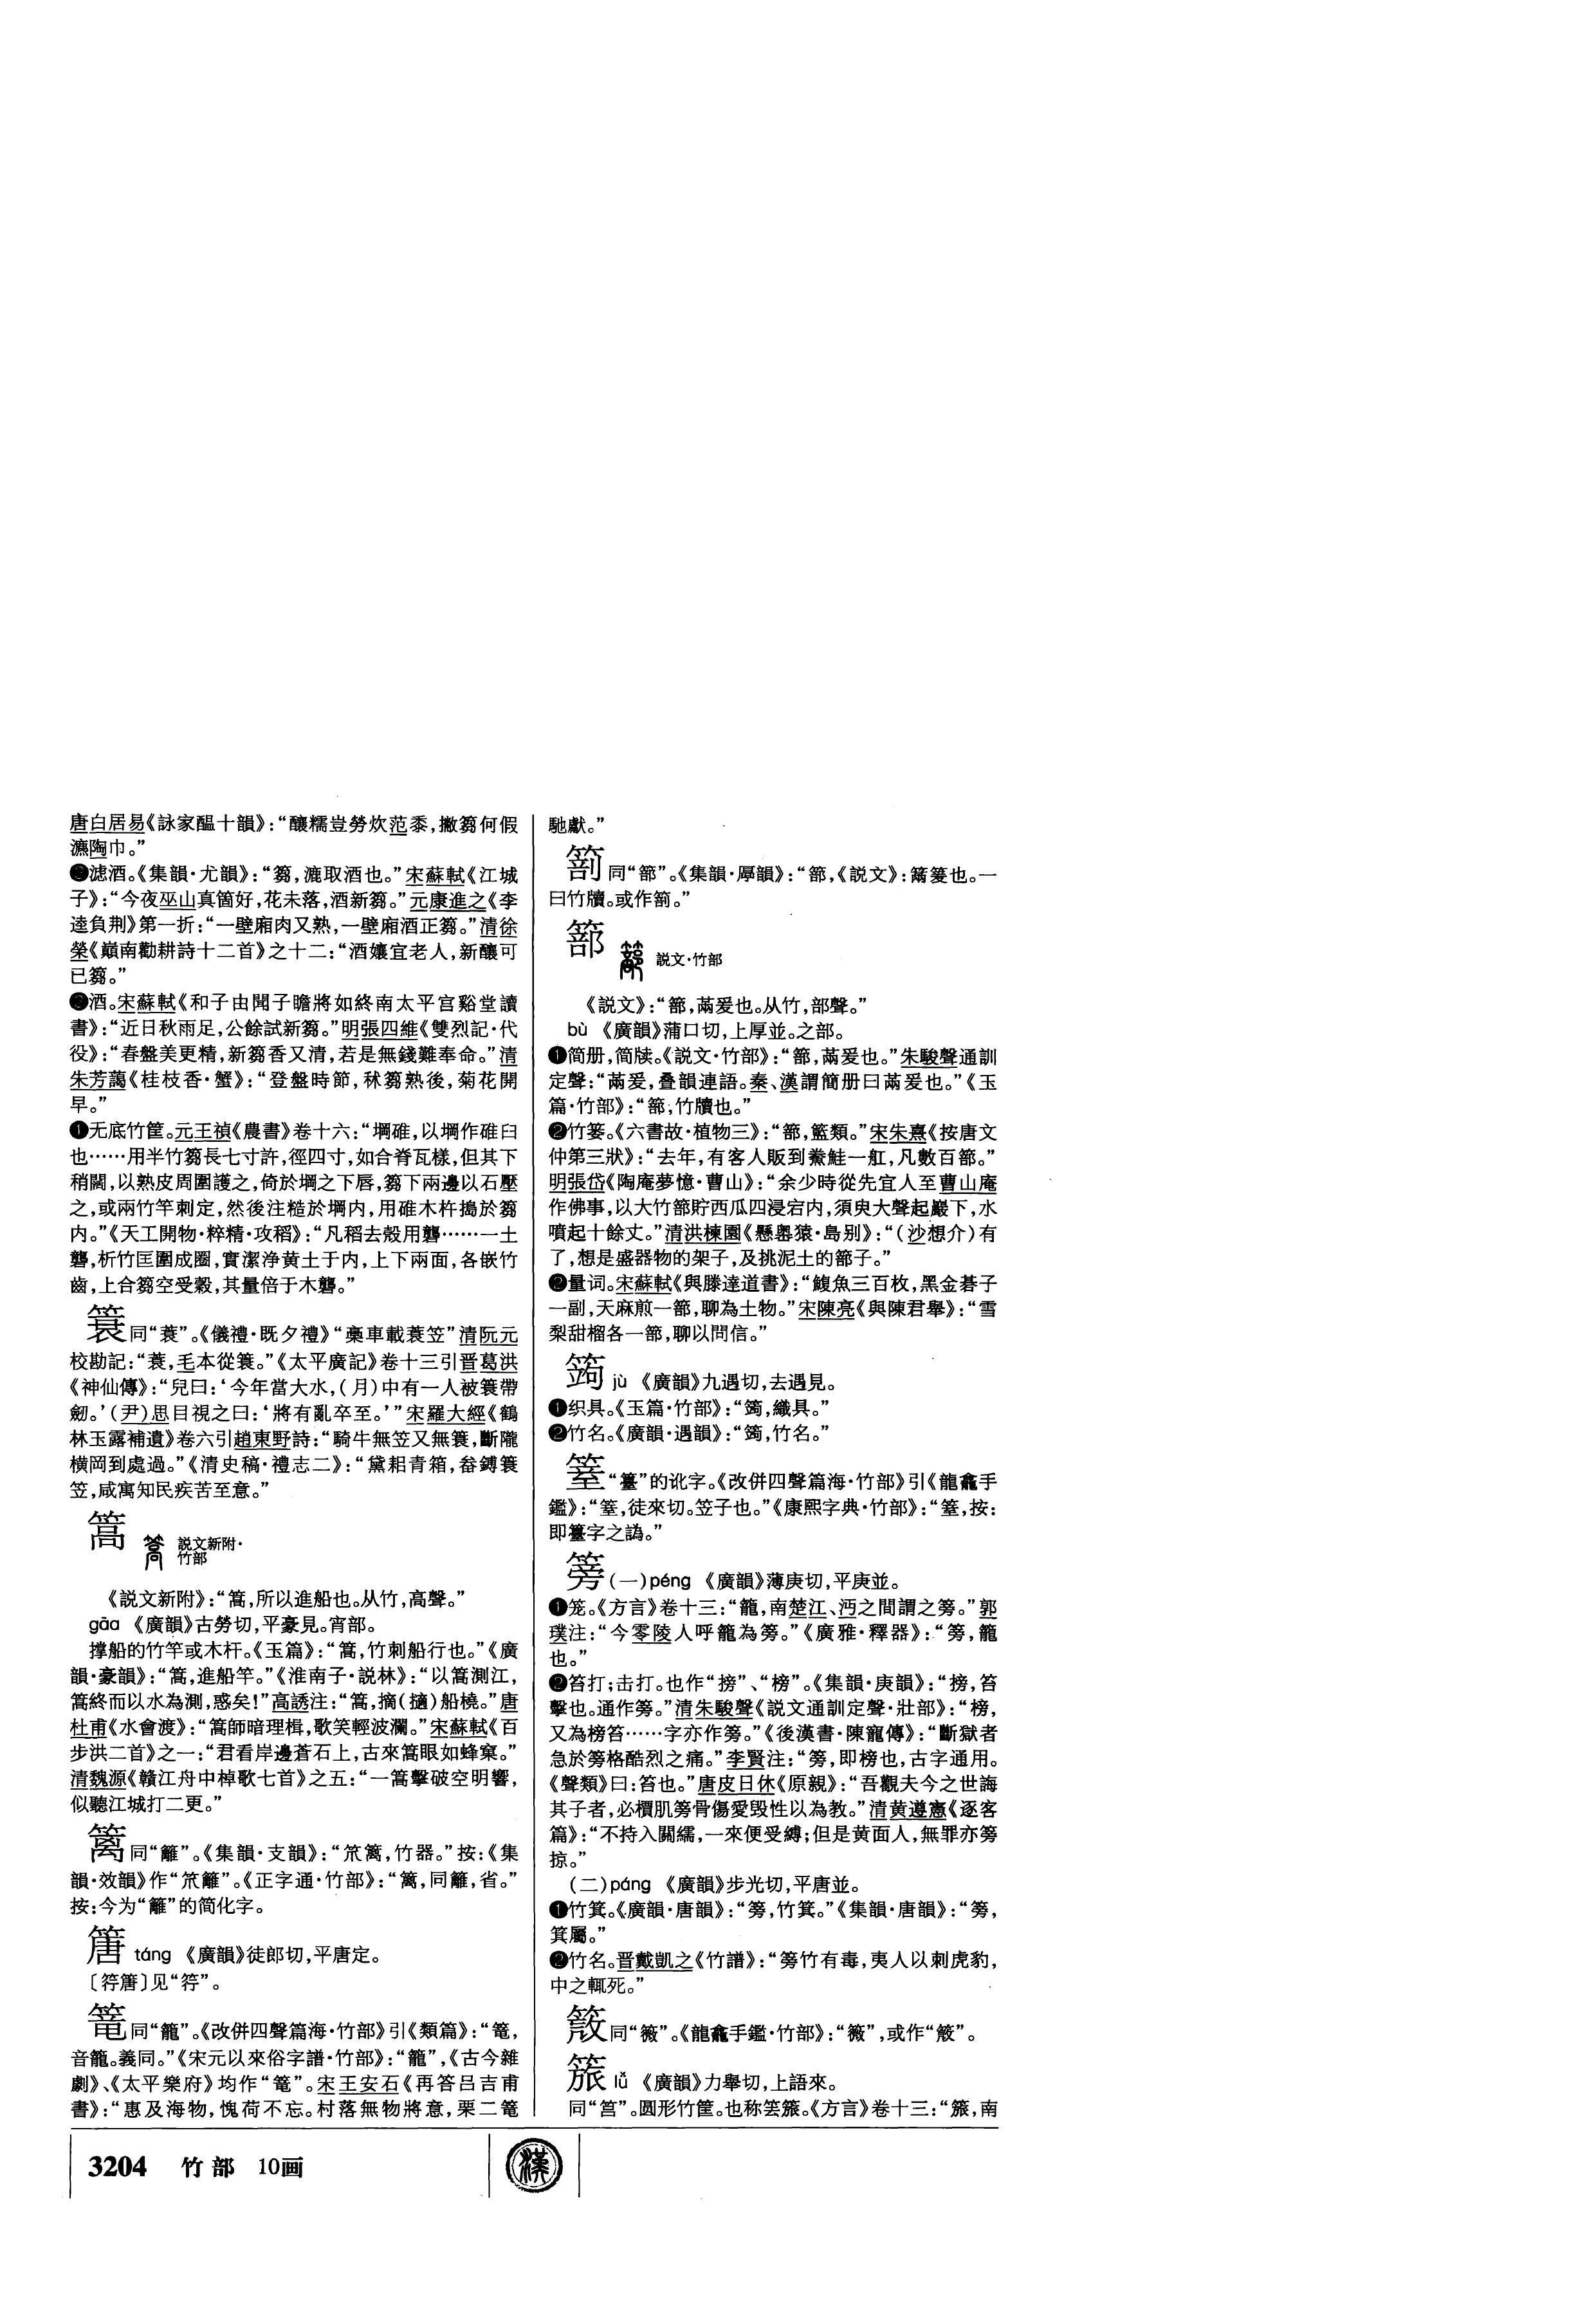 唐白居易《詠家醖十韻》：“釀糯豈勞炊范黍，撇篘何假
漉陶巾。”
❷滤酒。《集韻·尤韻》：“篘，漉取酒也。”宋蘇軾《江城
子》：“今夜巫山真箇好，花未落，酒新篘。”元康進之《李
逵負荆》第一折：“一壁廂肉又熟，一壁廂酒正篘。”清徐
榮《巔南勸耕詩十二首》之十二：“酒孃宜老人，新釀可
已篘。”
❸酒。宋蘇軾《和子由聞子瞻將如終南太平宫谿堂讀
書》：“近日秋雨足，公餘試新篘。”明張四維《雙烈記·代
役》：“春盤美更精，新篘香又清，若是無錢難奉命。”清
朱芳藹《桂枝香·蟹》：“登盤時節，秫篘熟後，菊花開
早。”
❹无底竹筐。元王禎《農書》卷十六：“堈碓，以堈作碓臼
也……用半竹篘長七寸許，徑四寸，如合脊瓦樣，但其下
稍闊，以熟皮周圍護之，倚於堈之下唇，篘下兩邊以石壓
之，或兩竹竿刺定，然後注糙於堈内，用碓木杵搗於篘
内。”《天工開物·粹精·攻稻》：“凡稻去殻用礱……一土
礱，析竹匡圍成圈，實潔浄黄土于内，上下兩面，各嵌竹
齒，上合篘空受穀，其量倍于木礱。”
簑 同“蓑”。《儀禮·既夕禮》“槀車載蓑笠”清阮元
校勘記：“蓑，毛本從簑。”《太平廣記》卷十三引晋葛洪
《神仙傳》：“兒曰：‘今年當大水，（月）中有一人被簑帶
劒。’（尹）思目視之曰：‘將有亂卒至。’”宋羅大經《鶴
林玉露補遺》卷六引趙東野詩：“騎牛無笠又無簑，斷隴
横岡到處過。”《清史稿·禮志二》：“黛耜青箱，畚鎛簑
笠，咸寓知民疾苦至意。”
篙 説文新附·
竹部
《説文新附》：“篙，所以進船也。从竹，高聲。”
gāo 《廣韻》古勞切，平豪見。宵部。
撑船的竹竿或木杆。《玉篇》：“篙，竹刺船行也。”《廣
韻·豪韻》：“篙，進船竿。”《淮南子·説林》：“以篙測江，
篙終而以水為測，惑矣！”高誘注：“篙，摘（擿）船橈。”唐
杜甫《水會渡》：“篙師暗理楫，歌笑輕波瀾。”宋蘇軾《百
步洪二首》之一：“君看岸邊蒼石上，古來篙眼如蜂窠。”
清魏源《贛江舟中棹歌七首》之五：“一篙擊破空明響，
似聽江城打二更。”
篱 同“籬”。《集韻·支韻》：“笊篱，竹器。”按：《集
韻·效韻》作“笊籬”。《正字通·竹部》：“篱，同籬，省。”
按：今为“籬”的简化字。
篖 táng 《廣韻》徒郎切，平唐定。
〔筕篖〕见“筕”。
篭 同“籠”。《改併四聲篇海·竹部》引《類篇》：“篭，
音籠。義同。”《宋元以來俗字譜·竹部》：“籠”，《古今雜
劇》、《太平樂府》均作“篭”。宋王安石《再答吕吉甫
書》：“惠及海物，愧荷不忘。村落無物將意，栗二篭
馳獻。”
同“篰”。《集韻·厚韻》：“篰，《説文》：㒼箯也。一
曰竹牘。或作。”
篰 説文·竹部
《説文》：“篰，㒼爰也。从竹，部聲。”
bù 《廣韻》蒲口切，上厚並。之部。
❶简册，简牍。《説文·竹部》：“篰，㒼爰也。”朱駿聲通訓
定聲：“㒼爰，叠韻連語。秦、漢謂簡册曰㒼爰也。”《玉
篇·竹部》：“篰，竹牘也。”
❷竹篓。《六書故·植物三》：“篰，籃類。”宋朱熹《按唐文
仲第三狀》：“去年，有客人販到鮝鮭一舡，凡數百篰。”
明張岱《陶庵夢憶·曹山》：“余少時從先宜人至曹山庵
作佛事，以大竹篰貯西瓜四浸宕内，須臾大聲起巖下，水
噴起十餘丈。”清洪楝園《懸嶴猿·島别》：“（沙想介）有
了，想是盛器物的架子，及挑泥土的篰子。”
❸量词。宋蘇軾《與滕達道書》：“鰒魚三百枚，黑金碁子
一副，天麻煎一篰，聊為土物。”宋陳亮《與陳君舉》：“雪
梨甜榴各一篰，聊以問信。”
jù 《廣韻》九遇切，去遇見。
❶织具。《玉篇·竹部》：“，織具。”
❷竹名。《廣韻·遇韻》：“，竹名。”
“籉”的讹字。《改併四聲篇海·竹部》引《龍龕手
鑑》：“，徒來切。笠子也。”《康熙字典·竹部》：“，按：
即籉字之譌。”
篣 （一）péng 《廣韻》薄庚切，平庚並。
❶笼。《方言》卷十三：“籠，南楚江、沔之間謂之篣。”郭
璞注：“今零陵人呼籠為篣。”《廣雅·釋器》：“篣，籠
也。”
❷笞打；击打。也作“搒”、“榜”。《集韻·庚韻》：“搒，笞
擊也。通作篣。”清朱駿聲《説文通訓定聲·壯部》：“榜，
又為榜笞……字亦作篣。”《後漢書·陳寵傳》：“斷獄者
急於篣格酷烈之痛。”李賢注：“篣，即榜也，古字通用。
《聲類》曰：笞也。”唐皮日休《原親》：“吾觀夫今之世誨
其子者，必檟肌篣骨傷愛毁性以為教。”清黄遵憲《逐客
篇》：“不持入關繻，一來便受縛；但是黄面人，無罪亦篣
掠。”
（二）páng 《廣韻》步光切，平唐並。
❶竹箕。《廣韻·唐韻》：“篣，竹箕。”《集韻·唐韻》：“篣，
箕屬。”
❷竹名。晋戴凱之《竹譜》：“篣竹有毒，夷人以刺虎豹，
中之輒死。”
同“薇”。《龍龕手鑑·竹部》：“薇”，或作“”。
簇 lǚ 《廣韻》力舉切，上語來。
同“筥”。圆形竹筐。也称。《方言》卷十三：“，南
3204 竹部 10画
漢